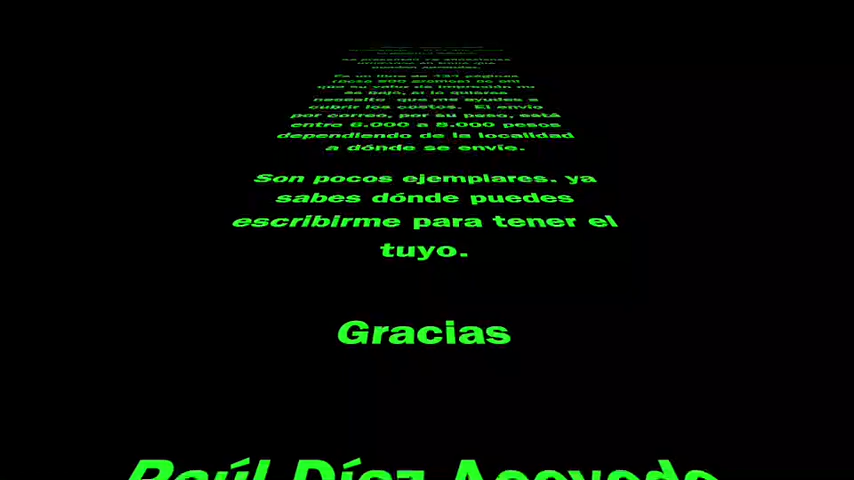 Es un libro de 131 páginas
que su valor de impresión no
es bajo, si lo quieres
necesito que me ayudes a
cubrir los costos. El envío
por correo, por su peso, está
entre 6.000 a 8.000 pesos
dependiendo de la localidad
a dónde se envíe.
Son pocos ejemplares. ya
sabes dónde puedes
escribirme para tener el
tuyo.
Gracias
Raúl Díaz Acevedo